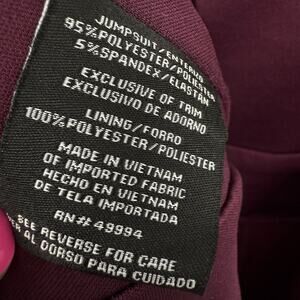 JUMPSUIT/ENTERIZO
95%POLYESTER/POLIESTER
5%SPANDEX/ELASTAN
EXCLUSIVE OF TRIM
EXCLUSIVO DE ADORNO
LINING/FORRO
100%POLYESTER/POLIESTER
MADE IN VIETNAM
OF IMPORTED FABRIC
HECHO EN VIETNAM
DE TELA IMPORTADA
RN# 49994
SEE REVERSE FOR CARE
VER AL DORSO PARA CUIDADO